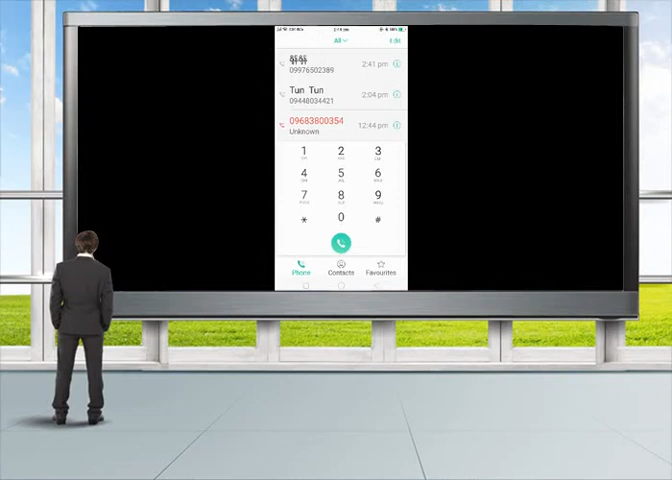 All
Edit
09976502389
2:41 pm
Tun Tun
09448034421
2:04 pm
09683800354
Unknown
12:44 pm
1 2 3
4 5 6
7 8 9
* 0 #
Phone Contacts Favourites